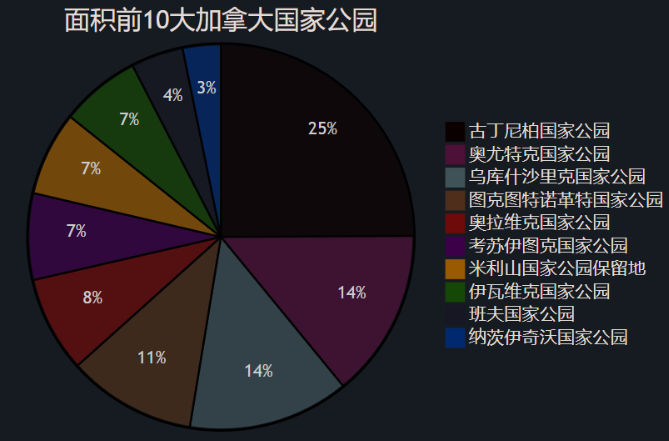 面积前10大加拿大国家公园
25%
14%
14%
11%
8%
7%
7%
7%
4%
3%
古丁尼柏国家公园
奥尤特克国家公园
乌库什沙里克国家公园
图克图特诺革特国家公园
奥拉维克国家公园
考苏伊图克国家公园
米利山国家公园保留地
伊瓦维克国家公园
班夫国家公园
纳茨伊奇沃国家公园